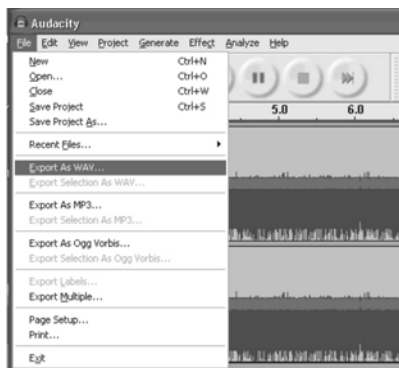 Audacity
File Edit View Project Generate Effect Analyze Help
New Ctrl+N
Open... Ctrl+O
Close Ctrl+W
Save Project Ctrl+S
Save Project As...
5.0 6.0
Recent Files...
Export As WAV...
Export Selection As WAV...
Export As MP3...
Export Selection As MP3...
Export As Ogg Vorbis...
Export Selection As Ogg Vorbis...
Export Labels...
Export Multiple...
Page Setup...
Print...
Exit